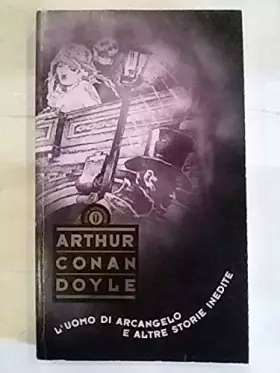 ARTHUR
CONAN
DOYLE
L'UOMO DI ARCANGELO
E ALTRE STORIE INEDITE